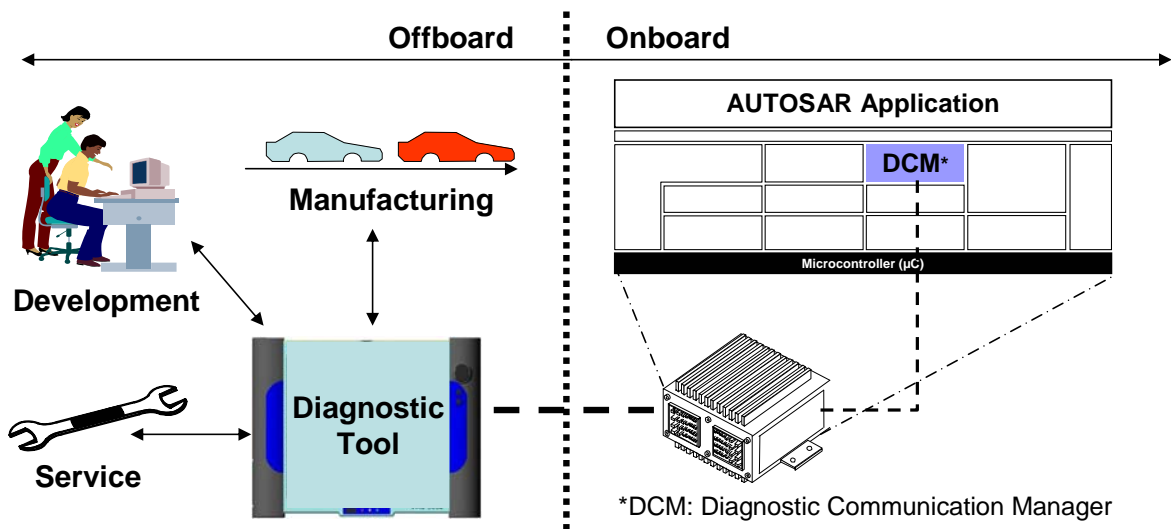 Offboard
Onboard
AUTOSAR Application
DCM*
Manufacturing
Microcontroller (µC)
Development
Diagnostic
Tool
Service
*DCM: Diagnostic Communication Manager